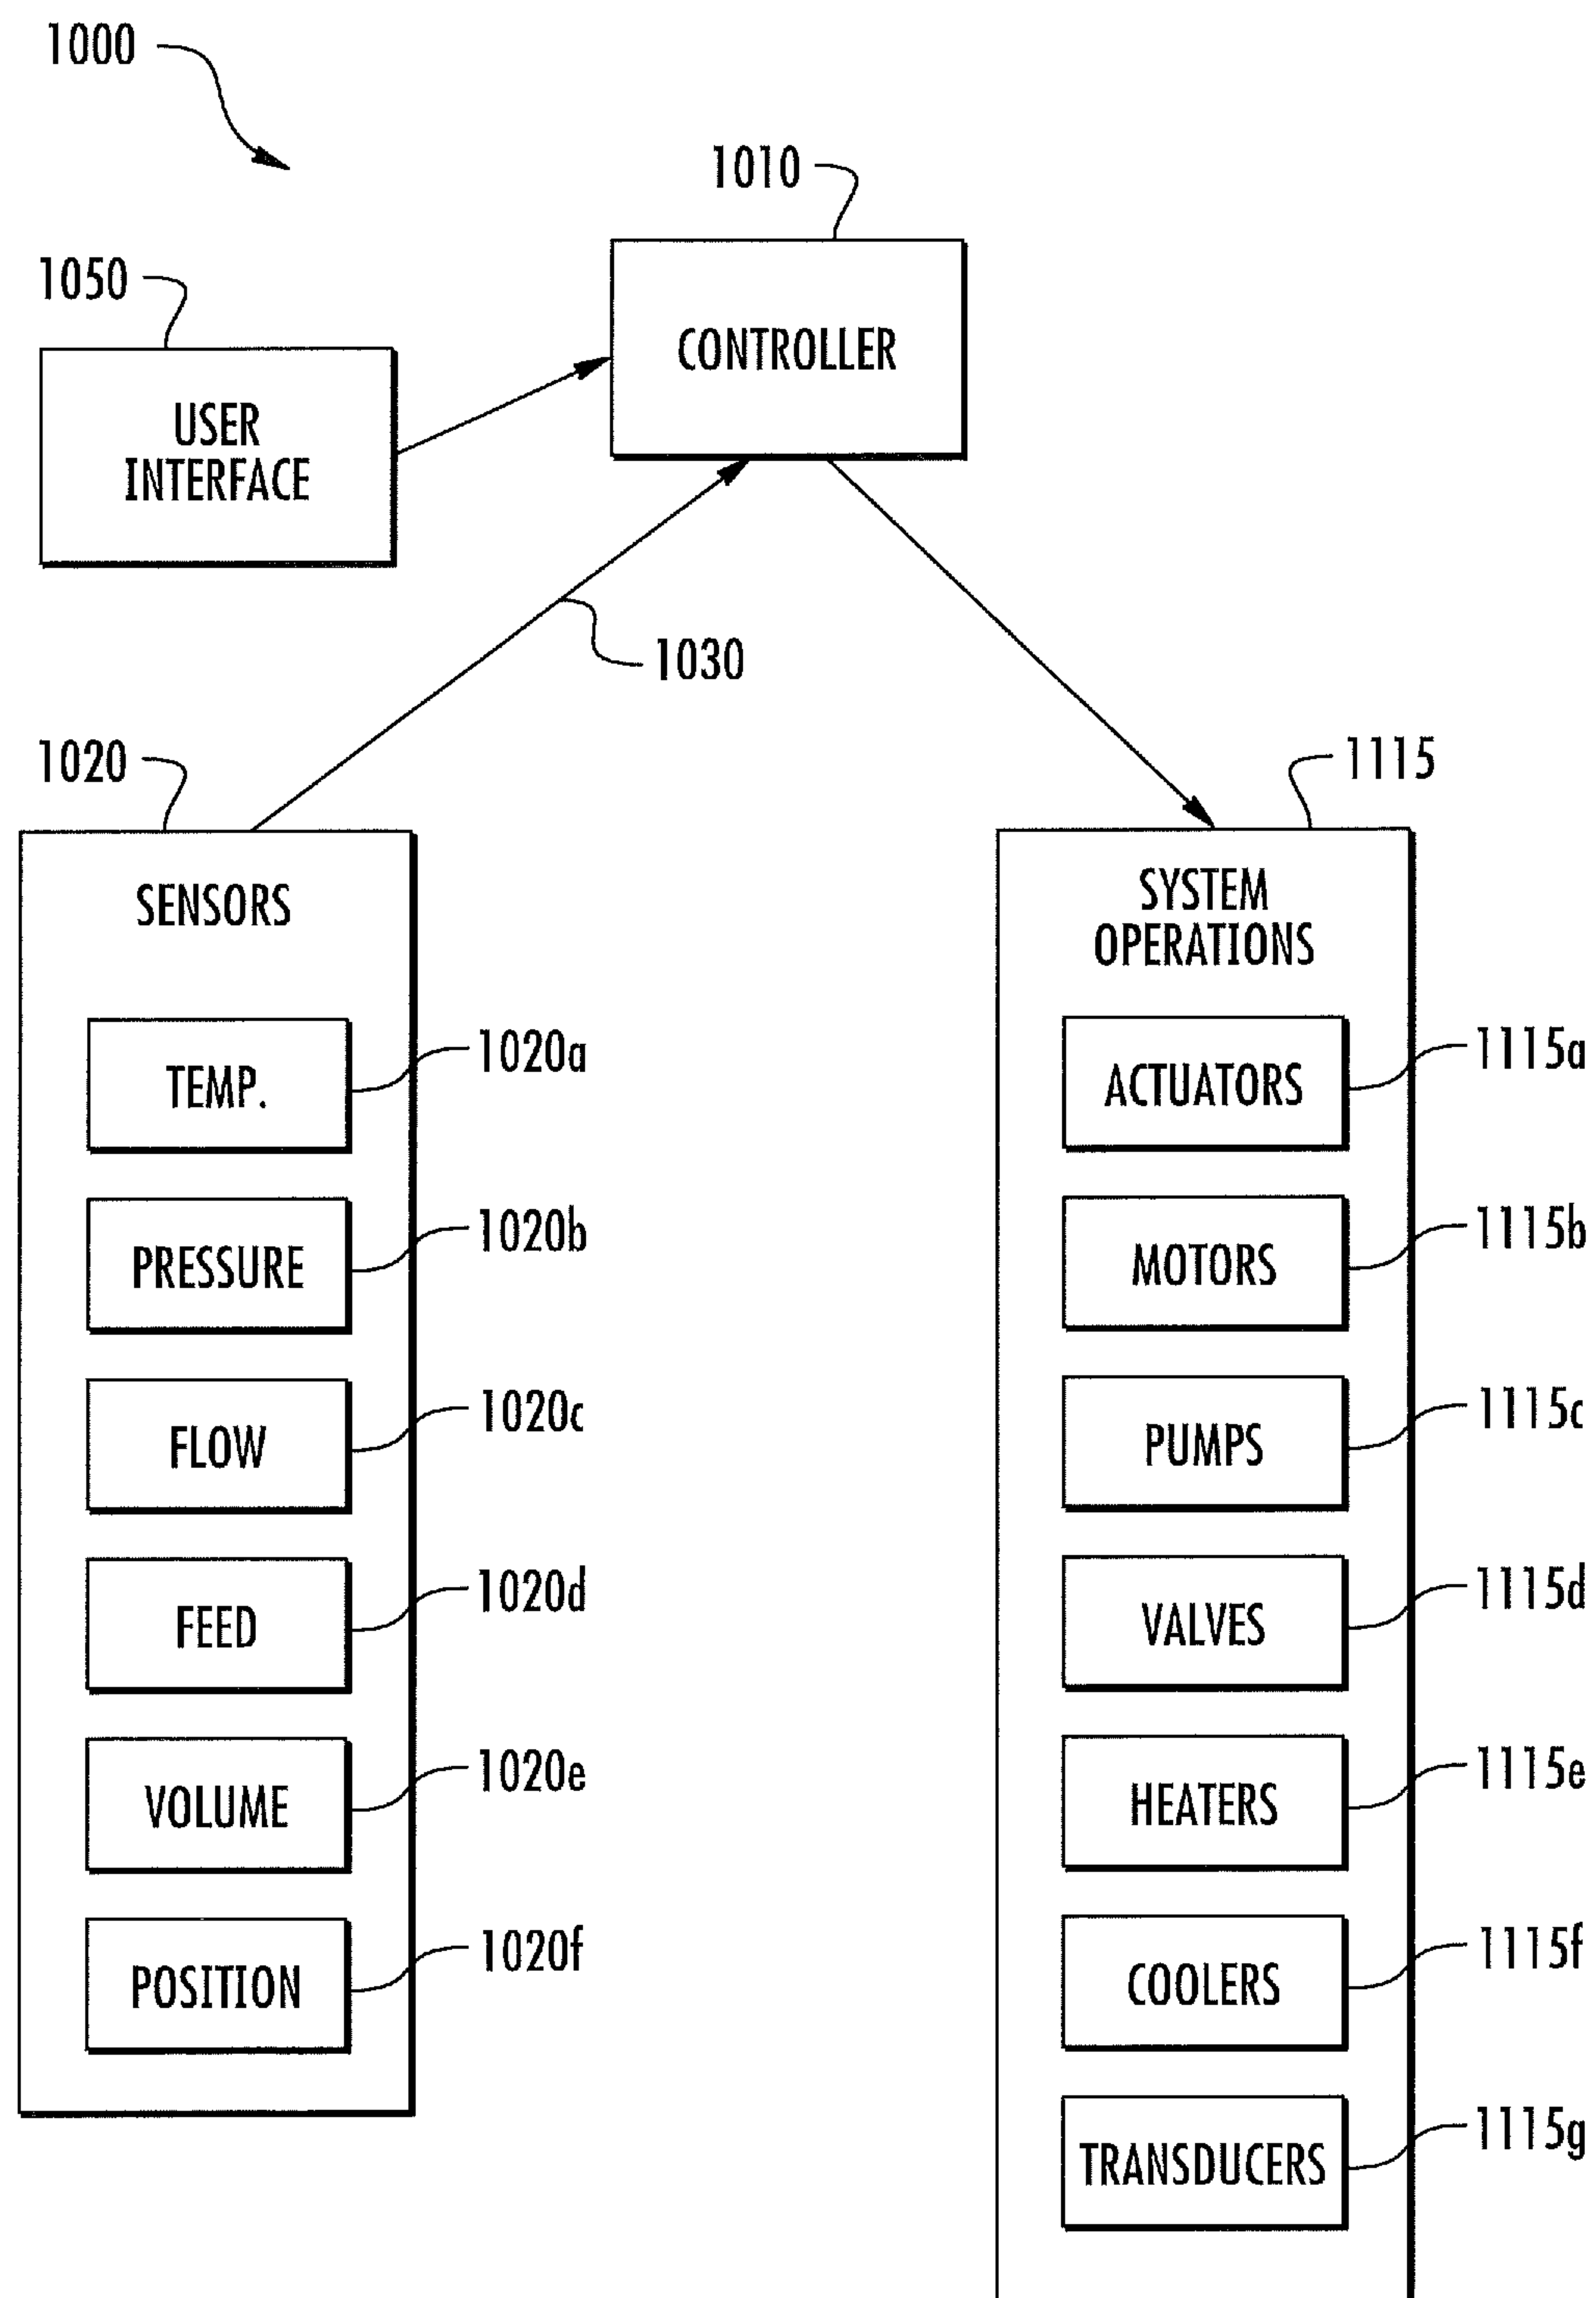 1000
1010
CONTROLLER
1050
USER
INTERFACE
1030
1020
SENSORS
TEMP.
1020a
PRESSURE
1020b
FLOW
1020c
FEED
1020d
VOLUME
1020e
POSITION
1020f
1115
SYSTEM
OPERATIONS
ACTUATORS
1115a
MOTORS
1115b
PUMPS
1115c
VALVES
1115d
HEATERS
1115e
COOLERS
1115f
TRANSDUCERS
1115g